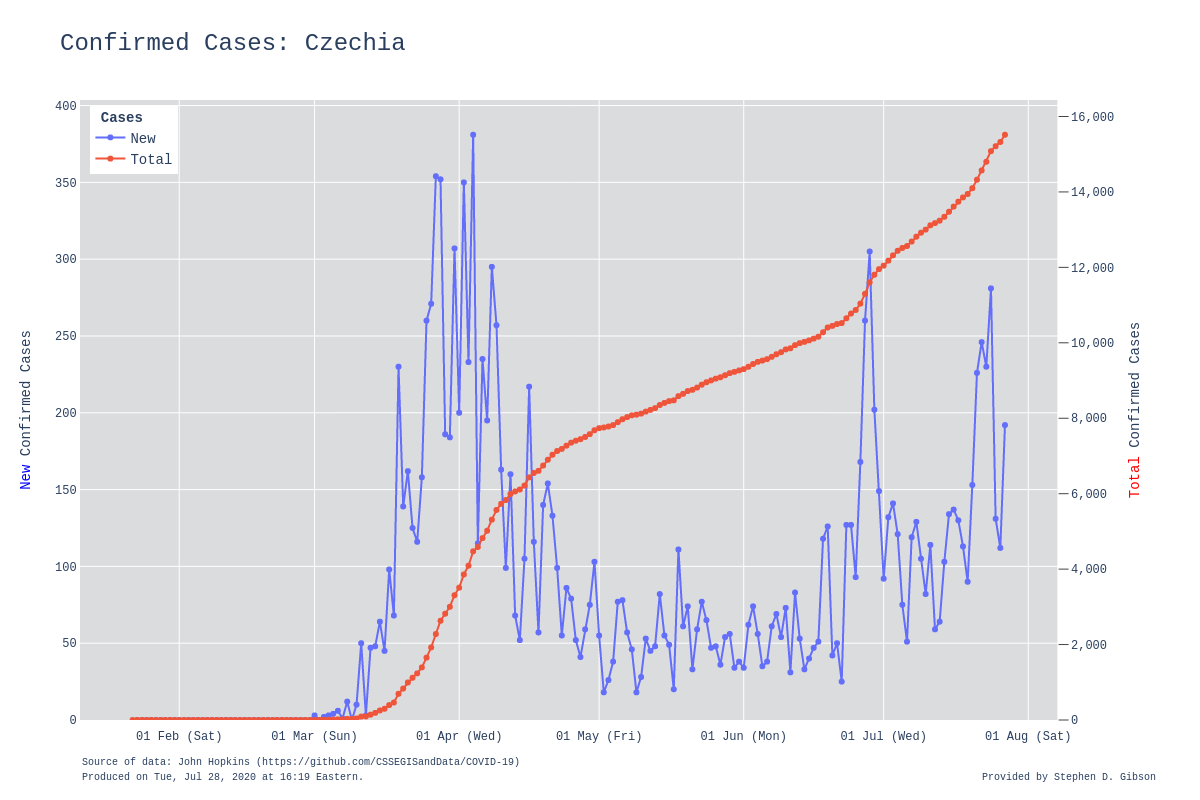 Confirmed Cases: Czechia
Cases
New
Total
400
350
300
250
200
150
100
50
0
16,000
14,000
12,000
10,000
8,000
6,000
4,000
2,000
0
New Confirmed Cases
Total Confirmed Cases
01 Feb (Sat) 01 Mar (Sun) 01 Apr (Wed) 01 May (Fri) 01 Jun (Mon) 01 Jul (Wed) 01 Aug (Sat)
Source of data: John Hopkins (https://github.com/CSSEGISandData/COVID-19)
Produced on Tue, Jul 28, 2020 at 16:19 Eastern.
Provided by Stephen D. Gibson